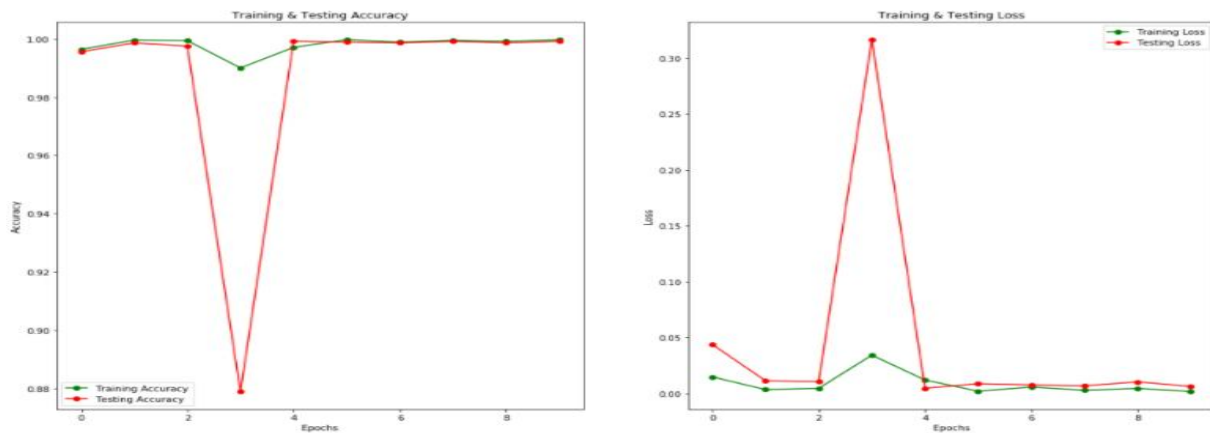 Training & Testing Accuracy
1.00
0.98
0.96
0.94
0.92
0.90
0.88
Accuracy
Training Accuracy
Testing Accuracy
0 2 4 6 8
Epochs
Training & Testing Loss
Training Loss
Testing Loss
0.30
0.25
0.20
0.15
0.10
0.05
0.00
Loss
0 2 4 6 8
Epochs